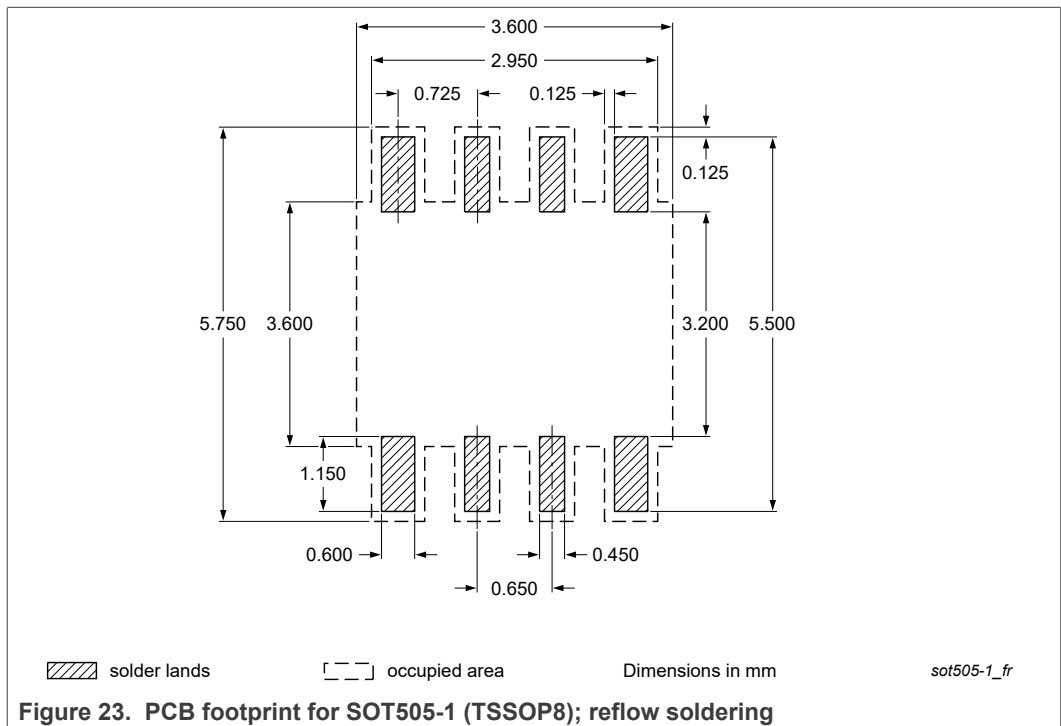 3.600
2.950
0.725
0.125
0.125
5.750
3.600
3.200
5.500
1.150
0.600
0.450
0.650
solder lands
occupied area
Dimensions in mm
sot505-1_fr
Figure 23. PCB footprint for SOT505-1 (TSSOP8); reflow soldering